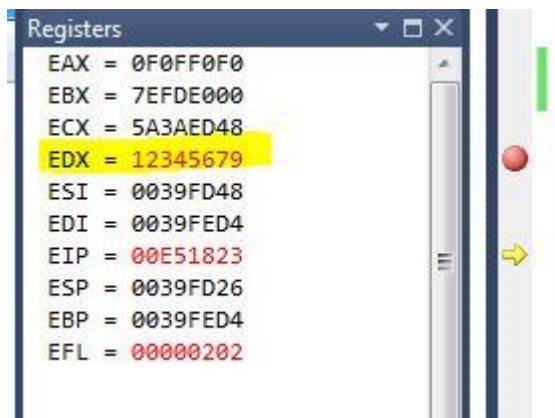 Registers
EAX = 0F0FF0F0
EBX = 7EFDE000
ECX = 5A3AED48
EDX = 12345679
ESI = 0039FD48
EDI = 0039FED4
EIP = 00E51823
ESP = 0039FD26
EBP = 0039FED4
EFL = 00000202